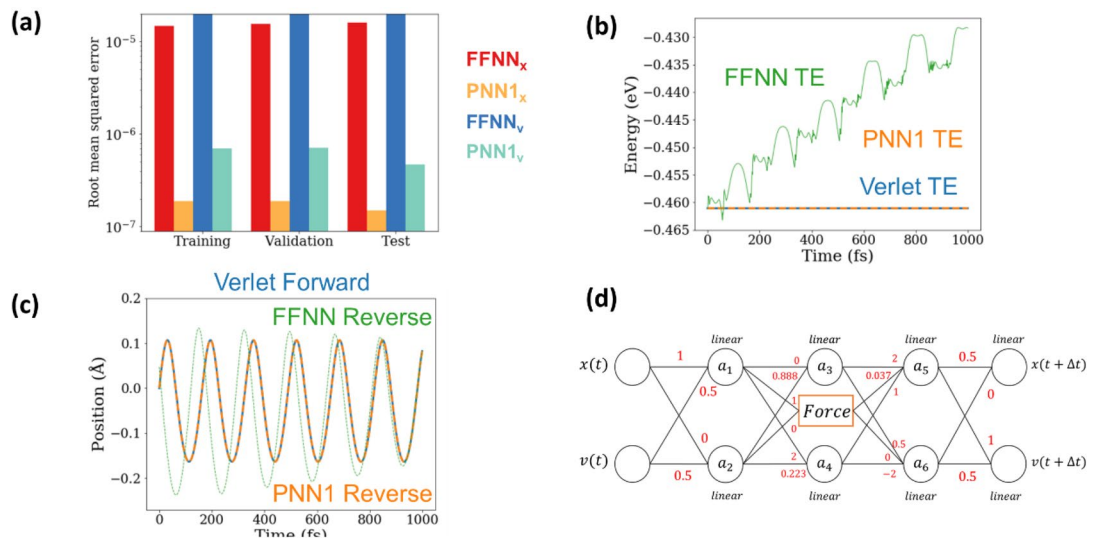 (a)
Root mean squared error
10⁻⁵
10⁻⁶
10⁻⁷
Training
Validation
Test
FFNNₓ
PNN1ₓ
FFNNᵥ
PNN1ᵥ
(b)
Energy (eV)
−0.430
−0.435
−0.440
−0.445
−0.450
−0.455
−0.460
−0.465
FFNN TE
PNN1 TE
Verlet TE
0 200 400 600 800 1000
Time (fs)
(c)
Verlet Forward
FFNN Reverse
Position (Å)
0.2
0.1
0.0
−0.1
−0.2
PNN1 Reverse
0 200 400 600 800 1000
Time (fs)
(d)
linear linear linear linear
x(t) 1 a₁ 0 a₃ 2 a₅ 0.5 x(t + Δt)
0.5 0.888 0.037 0
1 1
Force
0 0.5
v(t) 0 a₂ 2 a₄ 0 a₆ 1 v(t + Δt)
0.5 0.223 −2 0.5
linear linear linear linear